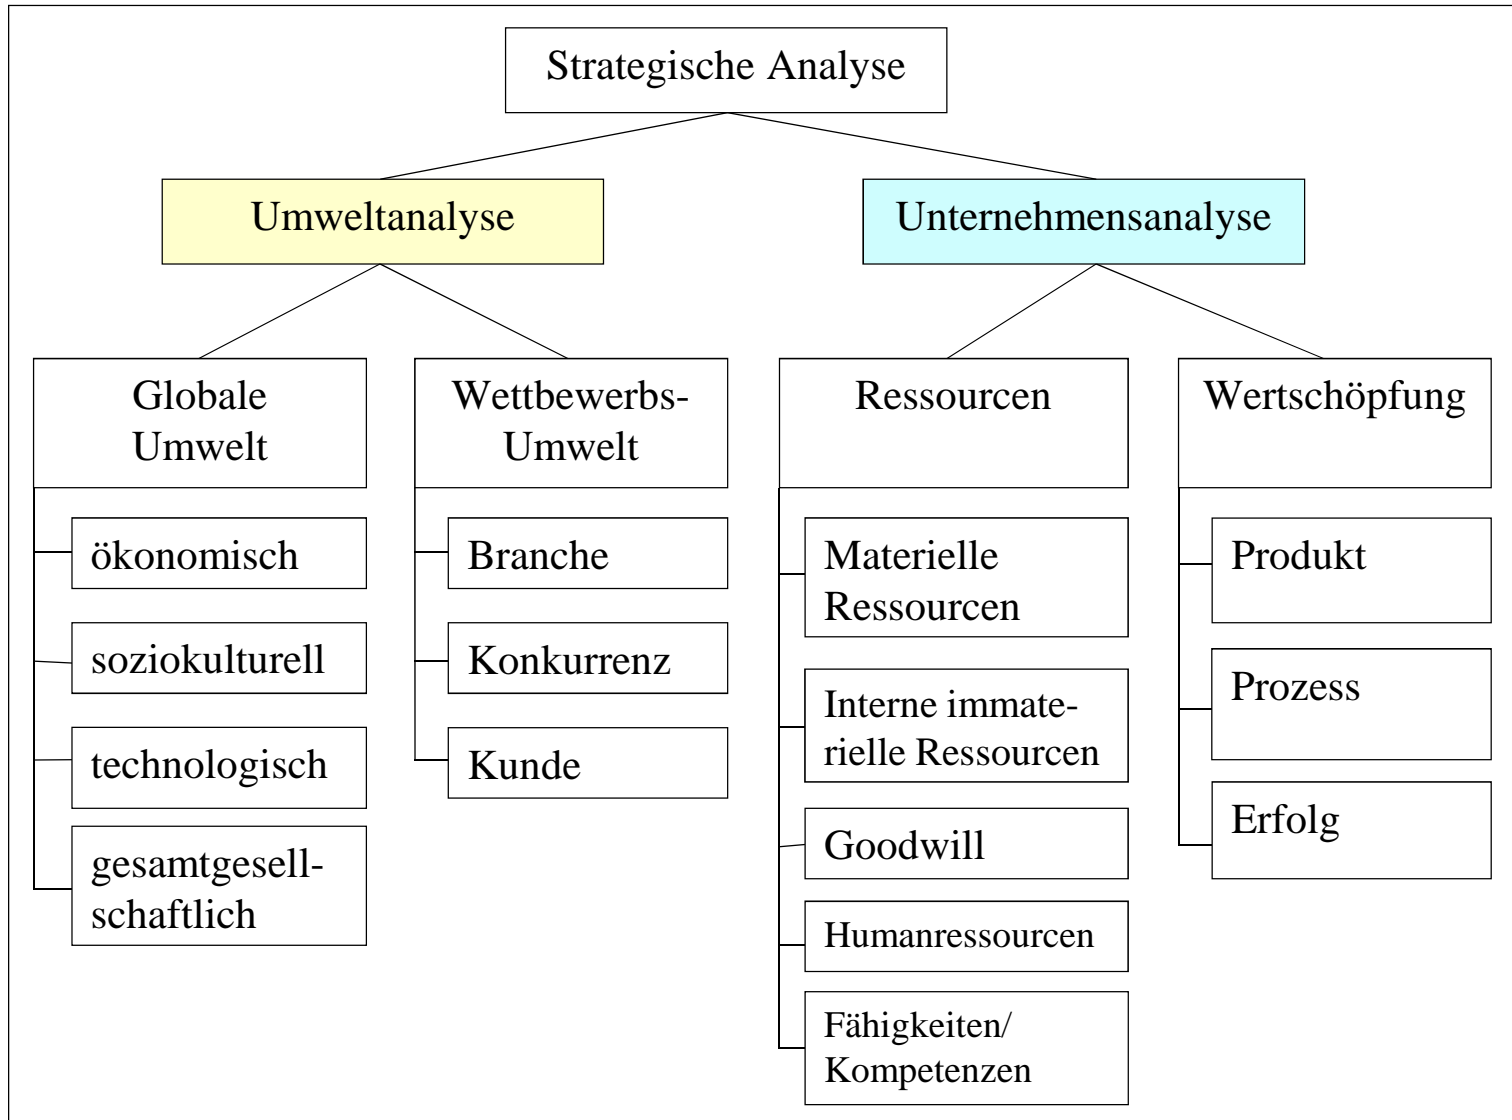 Strategische Analyse
Umweltanalyse
Unternehmensanalyse
Globale
Umwelt
ökonomisch
soziokulturell
technologisch
gesamtgesell-
schaftlich
Wettbewerbs-
Umwelt
Branche
Konkurrenz
Kunde
Ressourcen
Materielle
Ressourcen
Interne immate-
rielle Ressourcen
Goodwill
Humanressourcen
Fähigkeiten/
Kompetenzen
Wertschöpfung
Produkt
Prozess
Erfolg